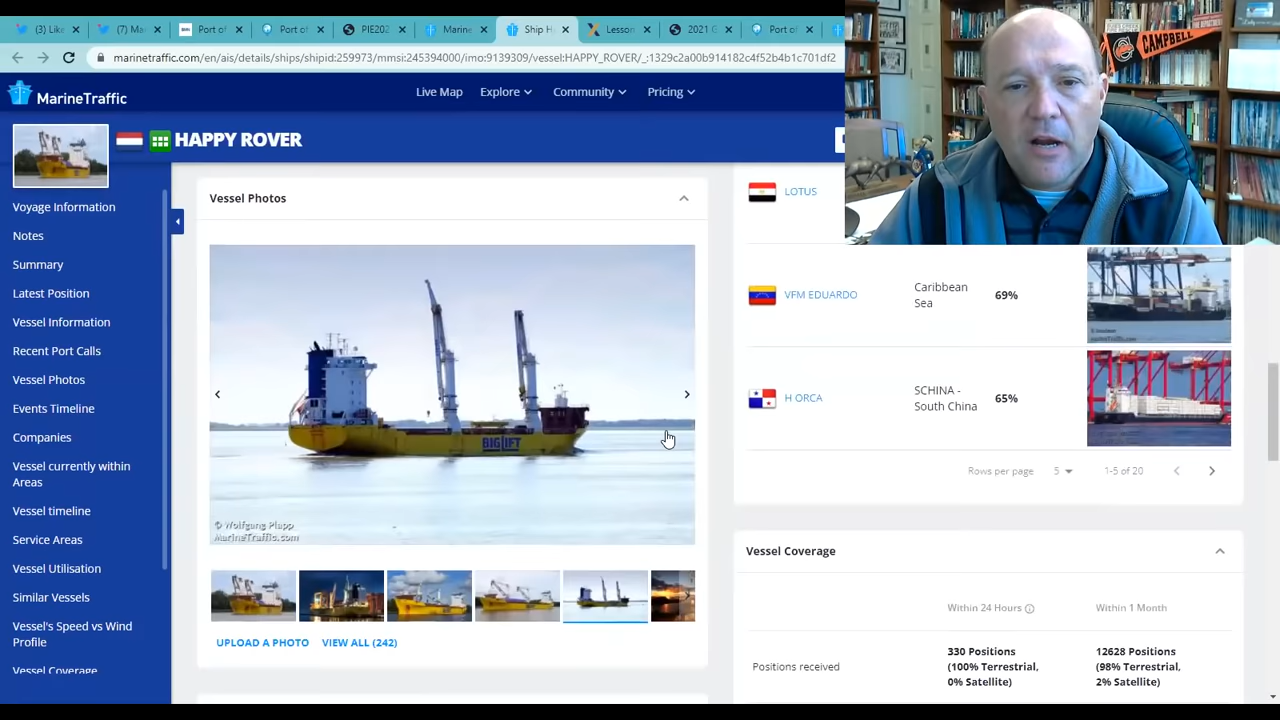 (3) Like
(7) Ma
Port of
Port of
PIE202
Marine
Ship H
Lesson
2021 G
Port of
marinetraffic.com/en/ais/details/ships/shipid:259973/mmsi:245394000/imo:9139309/vessel:HAPPY_ROVER/_:1329c2a00b914182c4f52b4b1c701df2
MarineTraffic
Live Map
Explore
Community
Pricing
HAPPY ROVER
CAMPBELL
Voyage Information
Notes
Summary
Latest Position
Vessel Information
Recent Port Calls
Vessel Photos
Events Timeline
Companies
Vessel currently within
Areas
Vessel timeline
Service Areas
Vessel Utilisation
Similar Vessels
Vessel's Speed vs Wind
Profile
Vessel Coverage
Vessel Photos
BIGLIFT
© Wolfgang Plapp
MarineTraffic.com
UPLOAD A PHOTO
VIEW ALL (242)
LOTUS
VFM EDUARDO
Caribbean
Sea
69%
H ORCA
SCHINA -
South China
65%
Rows per page
5
1-5 of 20
Vessel Coverage
Within 24 Hours
Within 1 Month
Positions received
330 Positions
(100% Terrestrial,
0% Satellite)
12628 Positions
(98% Terrestrial,
2% Satellite)